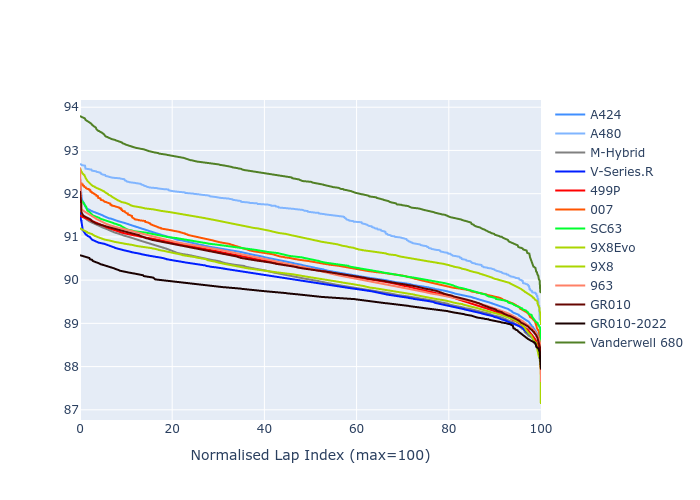 94
93
92
91
90
89
88
87
0
20
40
60
80
100
Normalised Lap Index (max=100)
A424
A480
M-Hybrid
V-Series.R
499P
007
SC63
9X8Evo
9X8
963
GR010
GR010-2022
Vanderwell 680